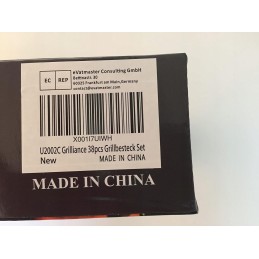 eVatmaster Consulting GmbH
Bettinastr. 30
60325 Frankfurt am Main, Germany
contact@evatmaster.com
EC REP
X001I7UIWH
U2002C Grilliance 38pcs Grillbesteck Set
New
MADE IN CHINA
MADE IN CHINA